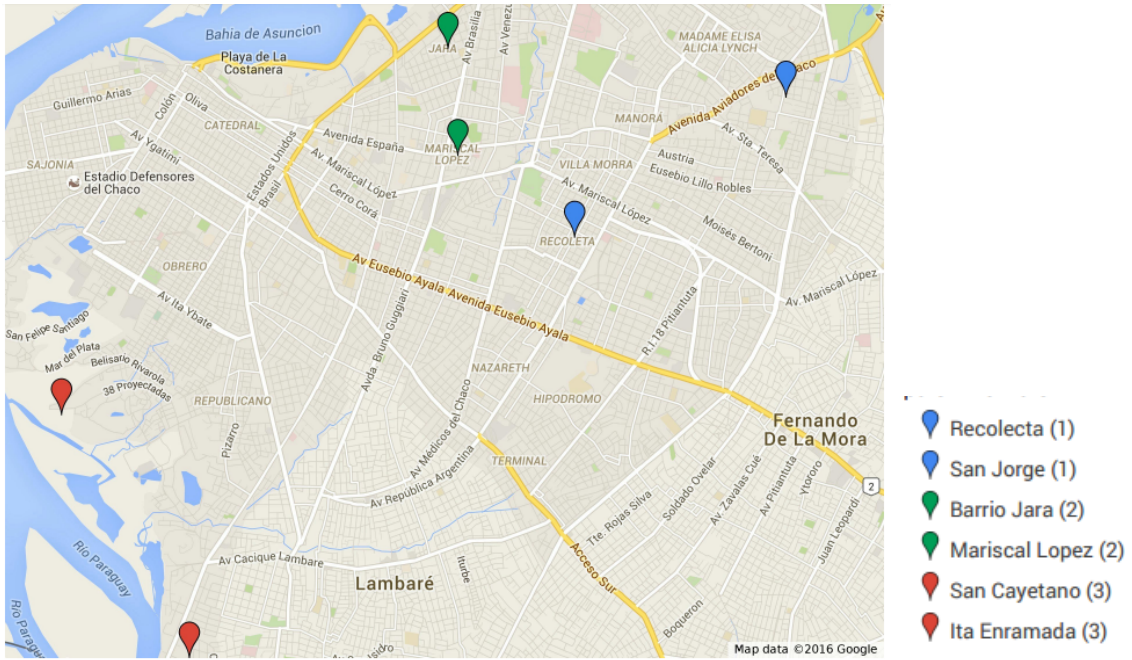 Bahia de Asuncion
JARA
Av Brasilia
Av Venezu
MADAME ELISA
ALICIA LYNCH
Av
Playa de La
Costanera
Guillermo Arias
Colón
Oliva
CATEDRAL
Avenida España
MARISCAL
LOPEZ
MANORÁ
Avenida Aviadores del Chaco
Av. Sta. Teresa
Av Ygatimi
SAJONIA
Estadio Defensores
del Chaco
Estados Unidos
Brasil
Av. Mariscal López
Cerro Corá
VILLA MORRA
Austria
Eusebio Lillo Robles
Av. Mariscal López
Moisés Bertoni
RECOLETA
OBRERO
Av Eusebio Ayala
Avenida Eusebio Ayala
Av. Mariscal López
Av. Mariscal López
Av Ita Ybate
San Felipe Santiago
Mar del Plata
Belisario Rivarola
38 Proyectadas
Avda. Bruno Guggiari
R.I.18 Pitiantuta
REPUBLICANO
NAZARETH
HIPODROMO
Pizarro
Av Médicos del Chaco
Fernando
De La Mora
TERMINAL
Av República Argentina
Soldado Ovelar
Av. Zavalas Cué
Av Pitiantuta
Ytororo
2
Tte. Rojas Silva
Juan Leopardi
Río Paraguay
Av Cacique Lambare
Iturbe
Lambaré
Acceso Sur
Boqueron
Río Paragu
Map data ©2016 Google
Recolecta (1)
San Jorge (1)
Barrio Jara (2)
Mariscal Lopez (2)
San Cayetano (3)
Ita Enramada (3)